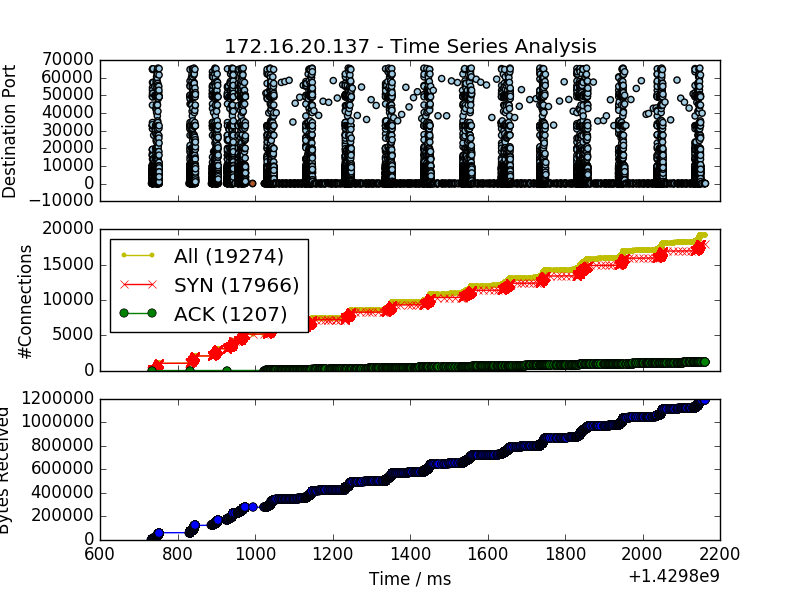 172.16.20.137 - Time Series Analysis
70000
60000
50000
40000
30000
20000
10000
0
−10000
Destination Port
20000
15000
10000
5000
0
#Connections
All (19274)
SYN (17966)
ACK (1207)
1200000
1000000
800000
600000
400000
200000
0
Bytes Received
600 800 1000 1200 1400 1600 1800 2000 2200
Time / ms
+1.4298e9